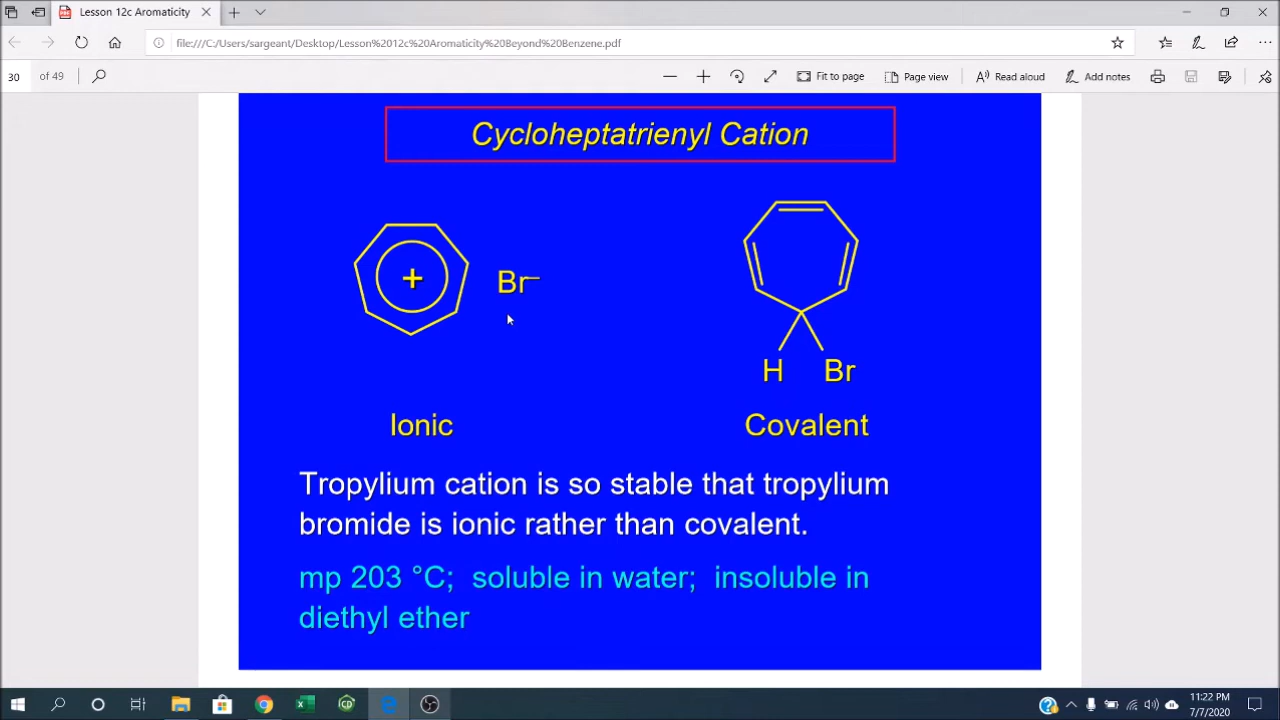 Lesson 12c Aromaticity
file:///C:/Users/sargeant/Desktop/Lesson%2012c%20Aromaticity%20Beyond%20Benzene.pdf
30 of 49 Fit to page Page view Read aloud Add notes
Cycloheptatrienyl Cation
+ Br–
H Br
Ionic Covalent
Tropylium cation is so stable that tropylium
bromide is ionic rather than covalent.
mp 203 °C; soluble in water; insoluble in
diethyl ether
11:22 PM
7/7/2020